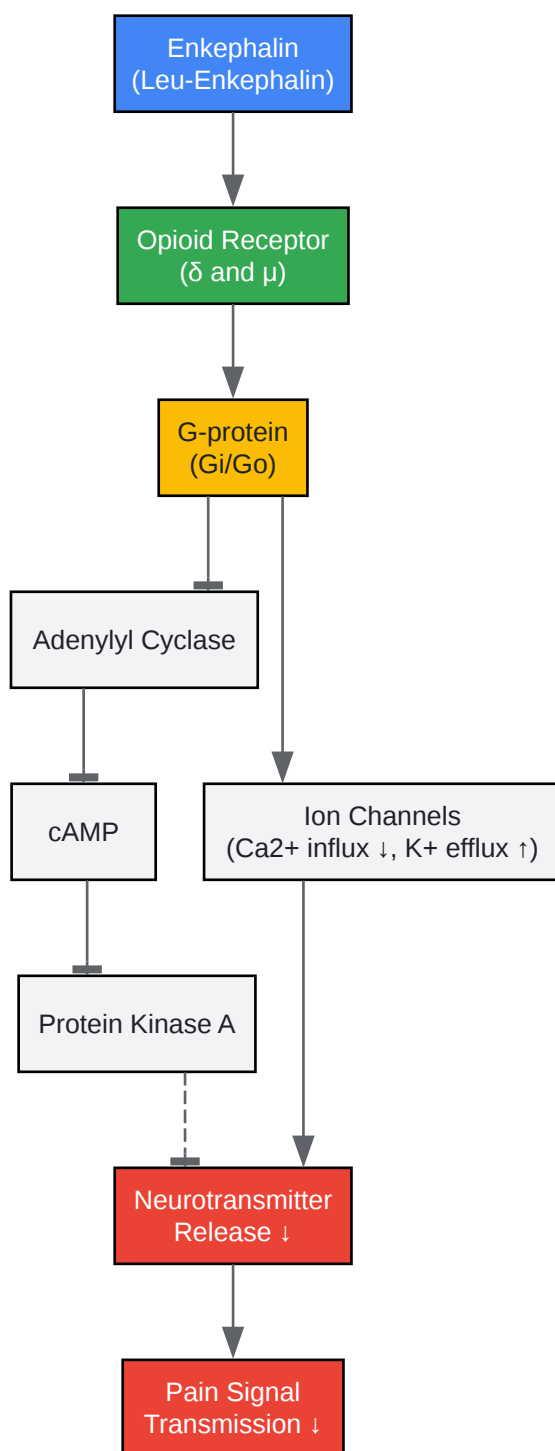 Enkephalin
(Leu-Enkephalin)
Opioid Receptor
(δ and μ)
G-protein
(Gi/Go)
Adenylyl Cyclase
cAMP
Ion Channels
(Ca2+ influx ↓, K+ efflux ↑)
Protein Kinase A
Neurotransmitter
Release ↓
Pain Signal
Transmission ↓